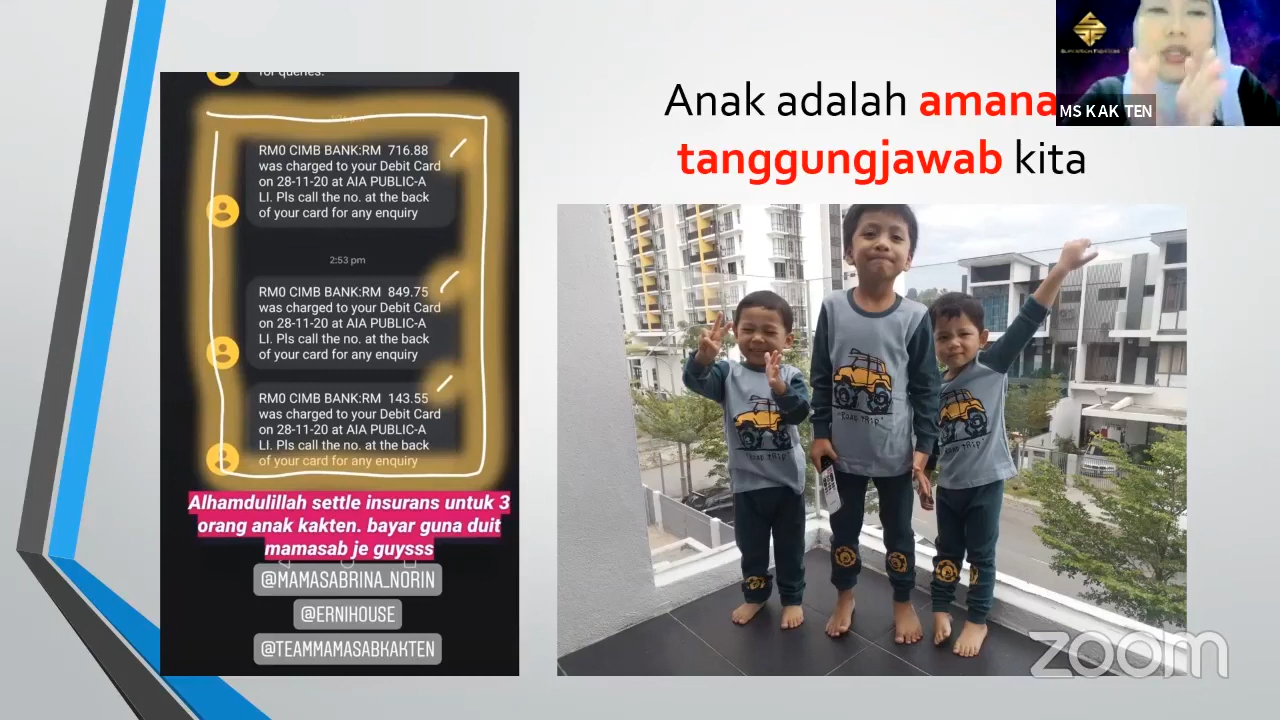 for queries.
RM0 CIMB BANK:RM 716.88
was charged to your Debit Card
on 28-11-20 at AIA PUBLIC-A
LI. Pls call the no. at the back
of your card for any enquiry
2:53 pm
RM0 CIMB BANK:RM 849.75
was charged to your Debit Card
on 28-11-20 at AIA PUBLIC-A
LI. Pls call the no. at the back
of your card for any enquiry
RM0 CIMB BANK:RM 143.55
was charged to your Debit Card
on 28-11-20 at AIA PUBLIC-A
LI. Pls call the no. at the back
of your card for any enquiry
Alhamdulillah settle insurans untuk 3
orang anak kakten. bayar guna duit
mamasab je guysss
@MAMASABRINA_NORIN
@ERNIHOUSE
@TEAMMAMASABKAKTEN
Anak adalah amana
tanggungjawab kita
MS KAK TEN
"ROAD TRIP"
zoom